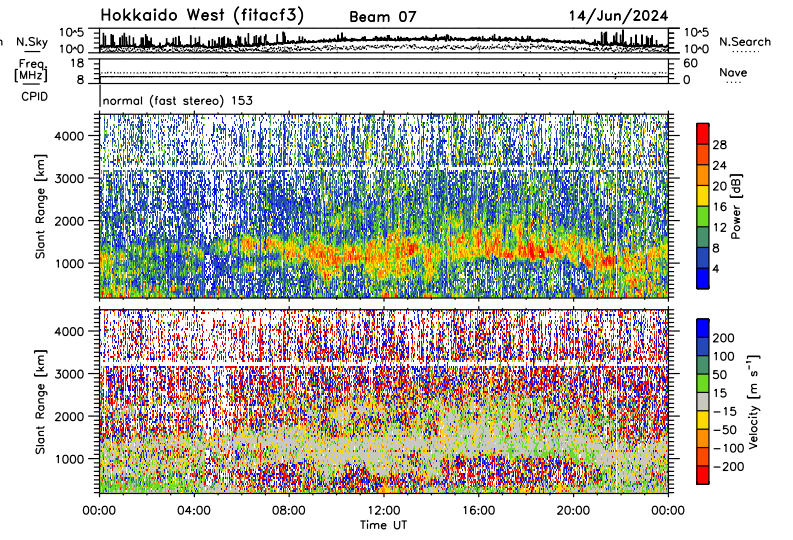 Hokkaido West (fitacf3) Beam 07 14/Jun/2024
n N.Sky 10^5 10^0 10^5 10^0 N.Search
Freq. [MHz] 18 8 60 0 Nave
CPID normal (fast stereo) 153
Slant Range [km]
4000
3000
2000
1000
28
24
20
16
12
8
4
Power [dB]
Slant Range [km]
4000
3000
2000
1000
200
100
50
15
-15
-50
-100
-200
Velocity [m s⁻¹]
00:00 04:00 08:00 12:00 16:00 20:00 00:00
Time UT